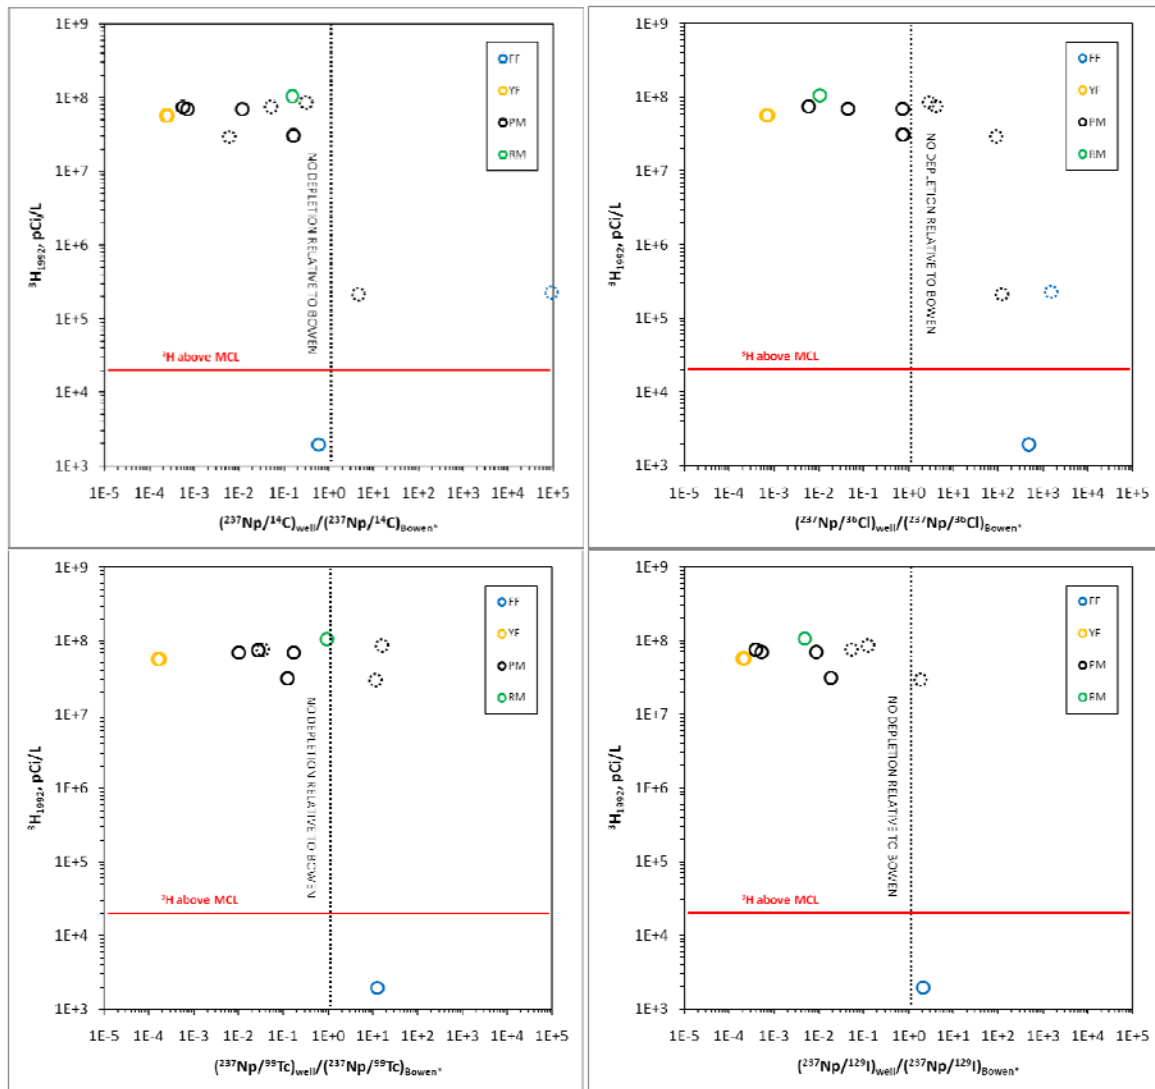 1E+9
1E+8
1E+7
1E+6
1E+5
1E+4
1E+3
³H₁₉₉₂, pCi/L
FF
YF
PM
RM
NO DEPLETION RELATIVE TO BOWEN
³H above MCL
1E-5 1E-4 1E-3 1E-2 1E-1 1E+0 1E+1 1E+2 1E+3 1E+4 1E+5
(²³⁷Np/¹⁴C)well/(²³⁷Np/¹⁴C)Bowen*
1E+9
1E+8
1E+7
1E+6
1E+5
1E+4
1E+3
³H₁₉₉₂, pCi/L
FF
YF
PM
RM
NO DEPLETION RELATIVE TO BOWEN
³H above MCL
1E-5 1E-4 1E-3 1E-2 1E-1 1E+0 1E+1 1E+2 1E+3 1E+4 1E+5
(²³⁷Np/³⁶Cl)well/(²³⁷Np/³⁶Cl)Bowen*
1E+9
1E+8
1E+7
1E+6
1E+5
1E+4
1E+3
³H₁₉₉₂, pCi/L
FF
YF
PM
RM
NO DEPLETION RELATIVE TO BOWEN
³H above MCL
1E-5 1E-4 1E-3 1E-2 1E-1 1E+0 1E+1 1E+2 1E+3 1E+4 1E+5
(²³⁷Np/⁹⁹Tc)well/(²³⁷Np/⁹⁹Tc)Bowen*
1E+9
1E+8
1E+7
1E+6
1E+5
1E+4
1E+3
³H₁₉₉₂, pCi/L
FF
YF
PM
RM
NO DEPLETION RELATIVE TO BOWEN
³H above MCL
1E-5 1E-4 1E-3 1E-2 1E-1 1E+0 1E+1 1E+2 1E+3 1E+4 1E+5
(²³⁷Np/¹²⁹I)well/(²³⁷Np/¹²⁹I)Bowen*